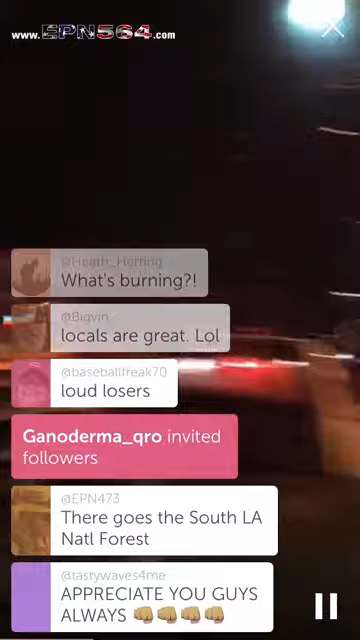 www.EPN564.com
@Heath_Herring
What's burning?!
@Bigvin
locals are great. Lol
@baseballfreak70
loud losers
Ganoderma_qro invited
followers
@EPN473
There goes the South LA
Natl Forest
@tastywaves4me
APPRECIATE YOU GUYS
ALWAYS 👊🏼👊🏼👊🏼👊🏼